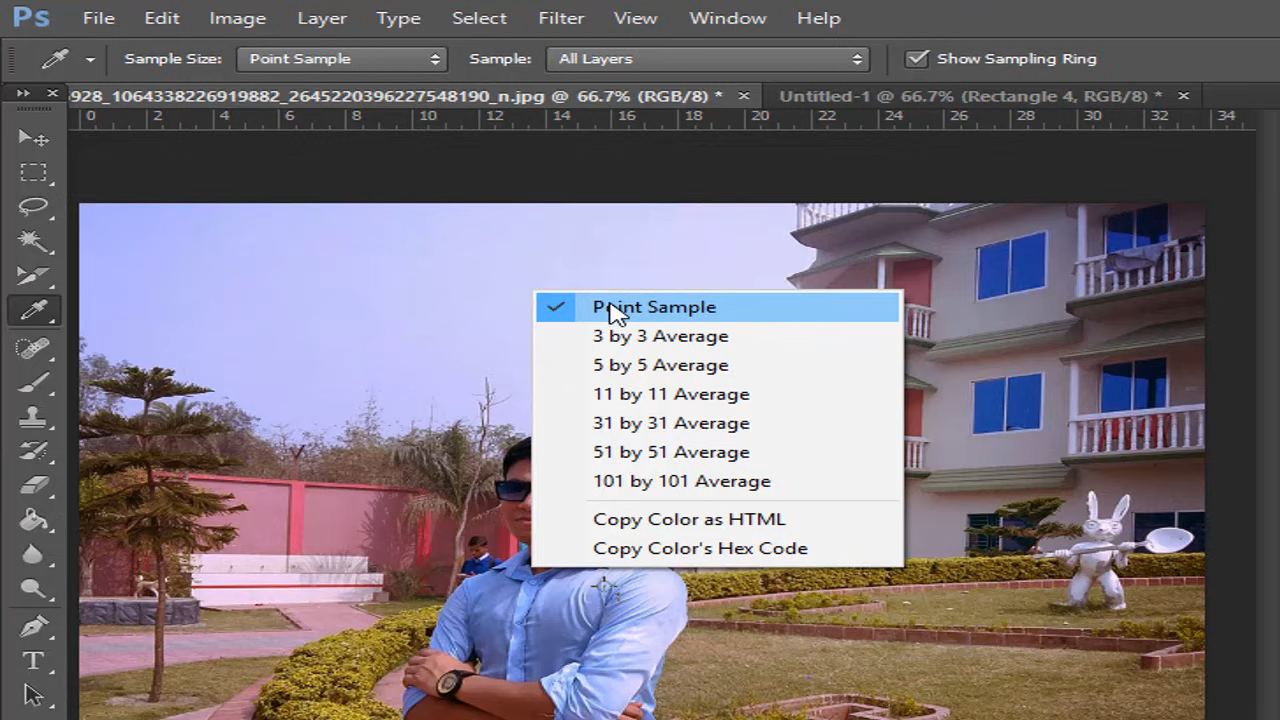 Ps File Edit Image Layer Type Select Filter View Window Help
Sample Size: Point Sample Sample: All Layers Show Sampling Ring
928_1064338226919882_2645220396227548190_n.jpg @ 66.7% (RGB/8) * × Untitled-1 @ 66.7% (Rectangle 4, RGB/8) * ×
0 2 4 6 8 10 12 14 16 18 20 22 24 26 28 30 32 34
Point Sample
3 by 3 Average
5 by 5 Average
11 by 11 Average
31 by 31 Average
51 by 51 Average
101 by 101 Average
Copy Color as HTML
Copy Color's Hex Code